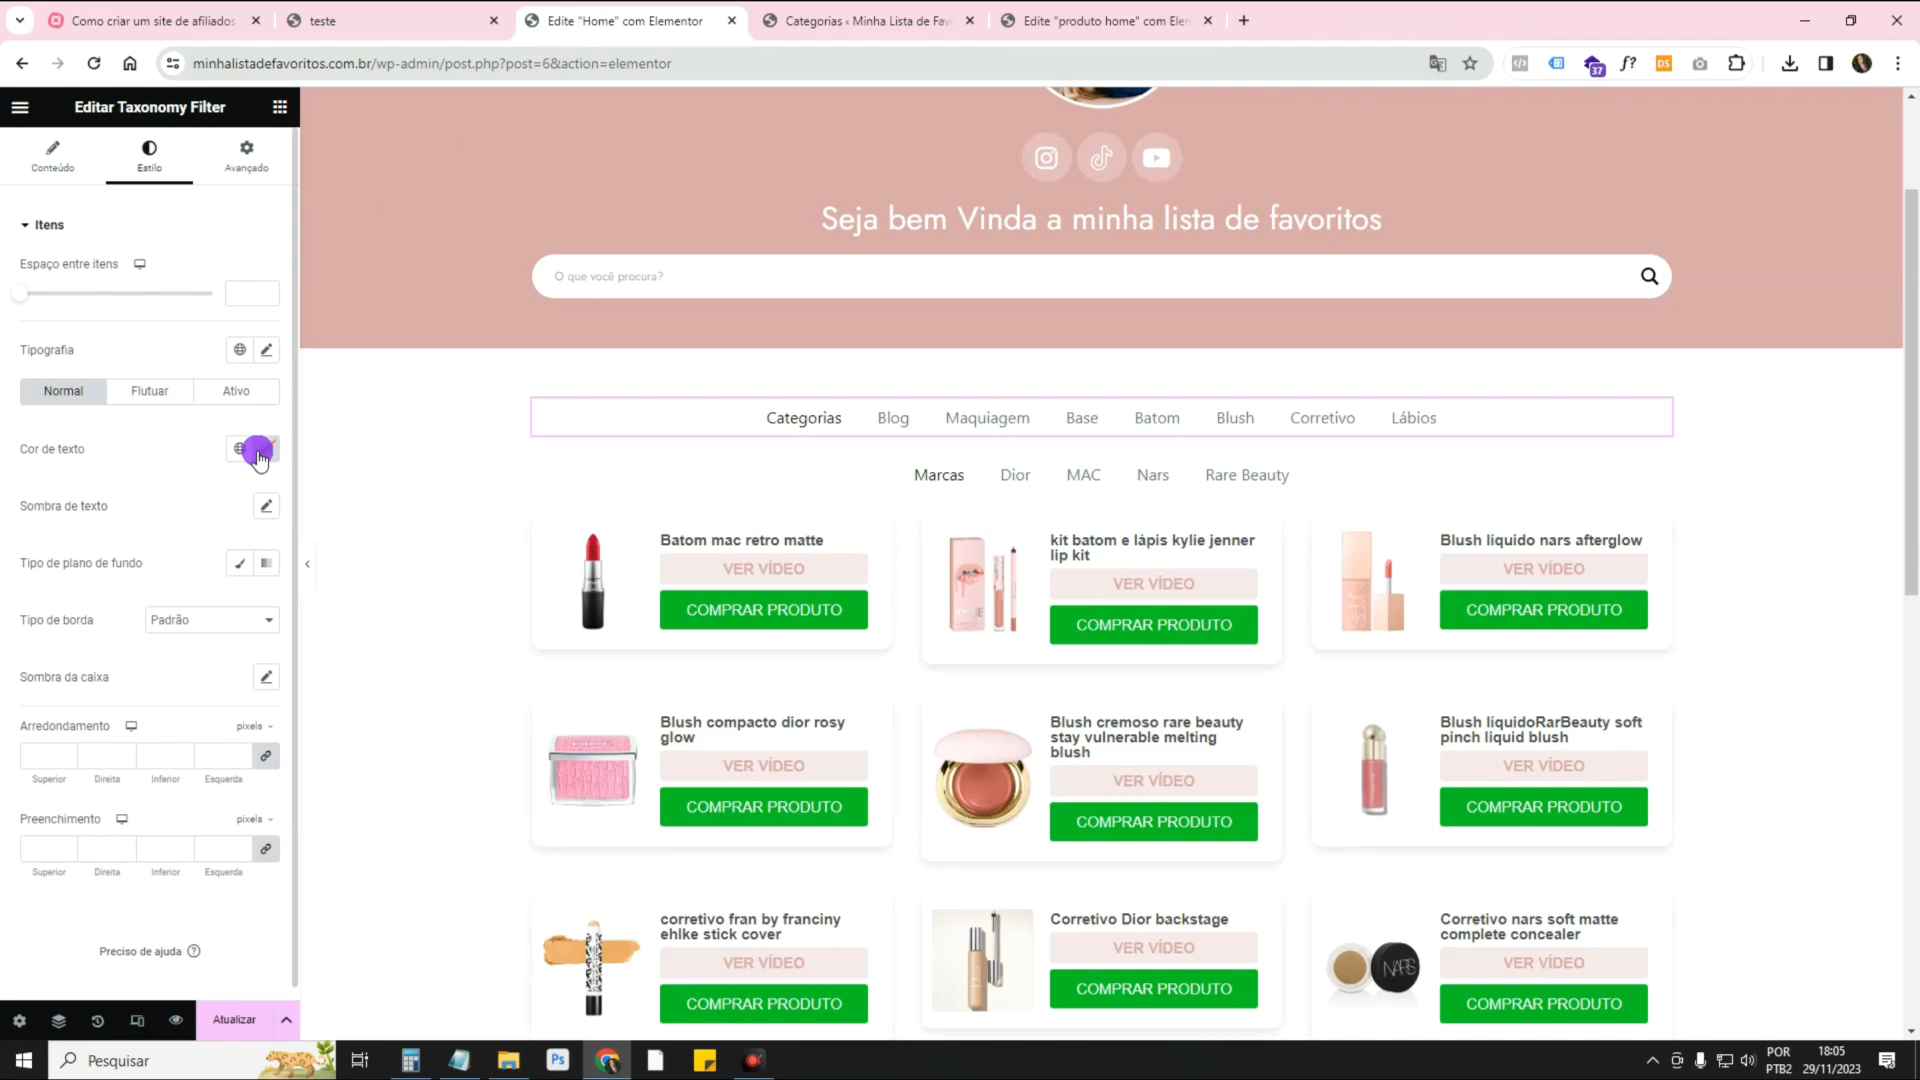 Como criar um site de afiliados
teste
Edite "Home" com Elementor
Categorias ‹ Minha Lista de Fav
Edite "produto home" com Elem
minhalistadefavoritos.com.br/wp-admin/post.php?post=6&action=elementor
37
f?
DS
Editar Taxonomy Filter
Conteúdo
Estilo
Avançado
Itens
Espaço entre itens
Tipografia
Normal
Flutuar
Ativo
Cor de texto
Sombra de texto
Tipo de plano de fundo
Tipo de borda
Padrão
Sombra da caixa
Arredondamento
pixels
Superior Direita Inferior Esquerda
Preenchimento
pixels
Superior Direita Inferior Esquerda
Preciso de ajuda
Atualizar
Seja bem Vinda a minha lista de favoritos
O que você procura?
Categorias Blog Maquiagem Base Batom Blush Corretivo Lábios
Marcas Dior MAC Nars Rare Beauty
Batom mac retro matte
VER VÍDEO
COMPRAR PRODUTO
kit batom e lápis kylie jenner
lip kit
VER VÍDEO
COMPRAR PRODUTO
Blush líquido nars afterglow
VER VÍDEO
COMPRAR PRODUTO
Blush compacto dior rosy
glow
VER VÍDEO
COMPRAR PRODUTO
Blush cremoso rare beauty
stay vulnerable melting
blush
VER VÍDEO
COMPRAR PRODUTO
Blush líquidoRarBeauty soft
pinch liquid blush
VER VÍDEO
COMPRAR PRODUTO
corretivo fran by franciny
ehlke stick cover
VER VÍDEO
COMPRAR PRODUTO
Corretivo Dior backstage
VER VÍDEO
COMPRAR PRODUTO
NARS
Corretivo nars soft matte
complete concealer
VER VÍDEO
COMPRAR PRODUTO
Pesquisar
Ps
POR
PTB2
18:05
29/11/2023